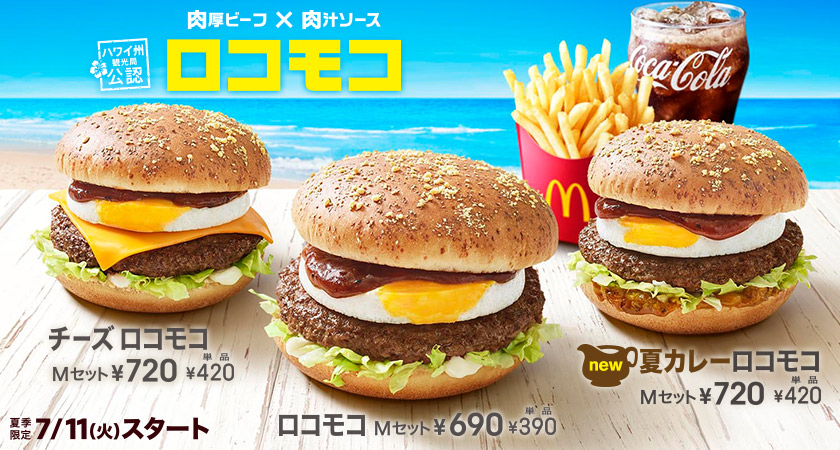 肉厚ビーフ × 肉汁ソース
ハワイ州
観光局
公認
ロコモコ
Coca-Cola
チーズ ロコモコ
Mセット ¥720 単品 ¥420
new 夏カレーロコモコ
Mセット ¥720 単品 ¥420
ロコモコ Mセット ¥690 単品 ¥390
夏季限定 7/11(火)スタート